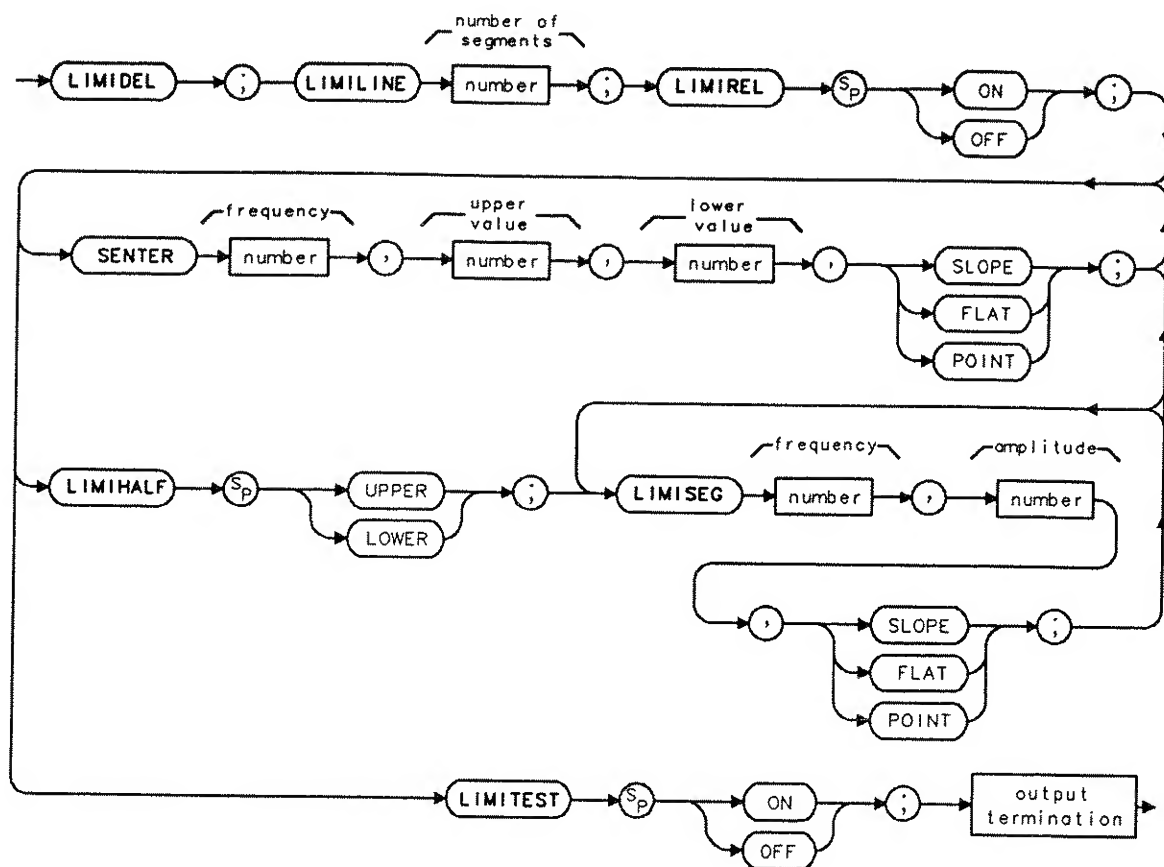 number of
segments
LIMIDEL ; LIMILINE number ; LIMIREL SP ON ;
OFF
frequency
upper
value
lower
value
SENTER number , number , number , SLOPE ;
FLAT
POINT
frequency amplitude
LIMIHALF SP UPPER ; LIMISEG number , number
LOWER
, SLOPE ;
FLAT
POINT
LIMITEST SP ON ; output
termination
OFF